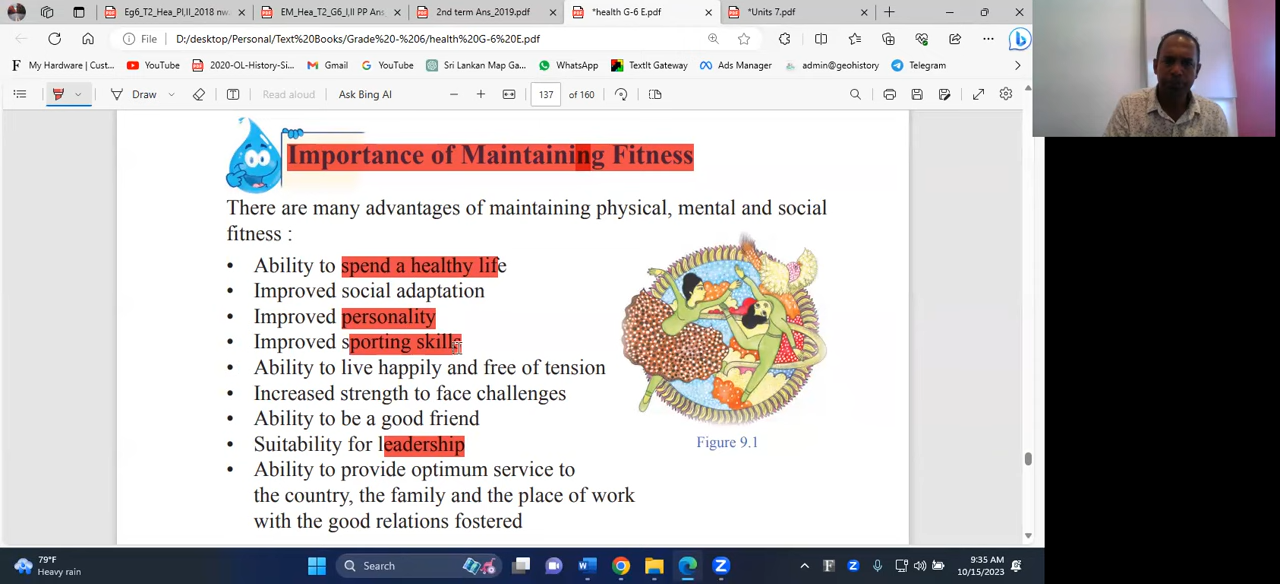 Eg6_T2_Hea_PI,II_2018 nw
EM_Hea_T2_G6_I,II PP Ans
2nd term Ans_2019.pdf
*health G-6 E.pdf
*Units 7.pdf
File
D:/desktop/Personal/Text%20Books/Grade%20-%206/health%20G-6%20E.pdf
My Hardware | Cust...
YouTube
2020-OL-History-Si...
Gmail
YouTube
Sri Lankan Map Ga...
WhatsApp
TextIt Gateway
Ads Manager
admin@geohistory
Telegram
Draw
Read aloud
Ask Bing AI
137
of 160
Importance of Maintaining Fitness
There are many advantages of maintaining physical, mental and social
fitness :
• Ability to spend a healthy life
• Improved social adaptation
• Improved personality
• Improved sporting skills
• Ability to live happily and free of tension
• Increased strength to face challenges
• Ability to be a good friend
• Suitability for leadership
• Ability to provide optimum service to
the country, the family and the place of work
with the good relations fostered
Figure 9.1
79°F
Heavy rain
Search
9:35 AM
10/15/2023